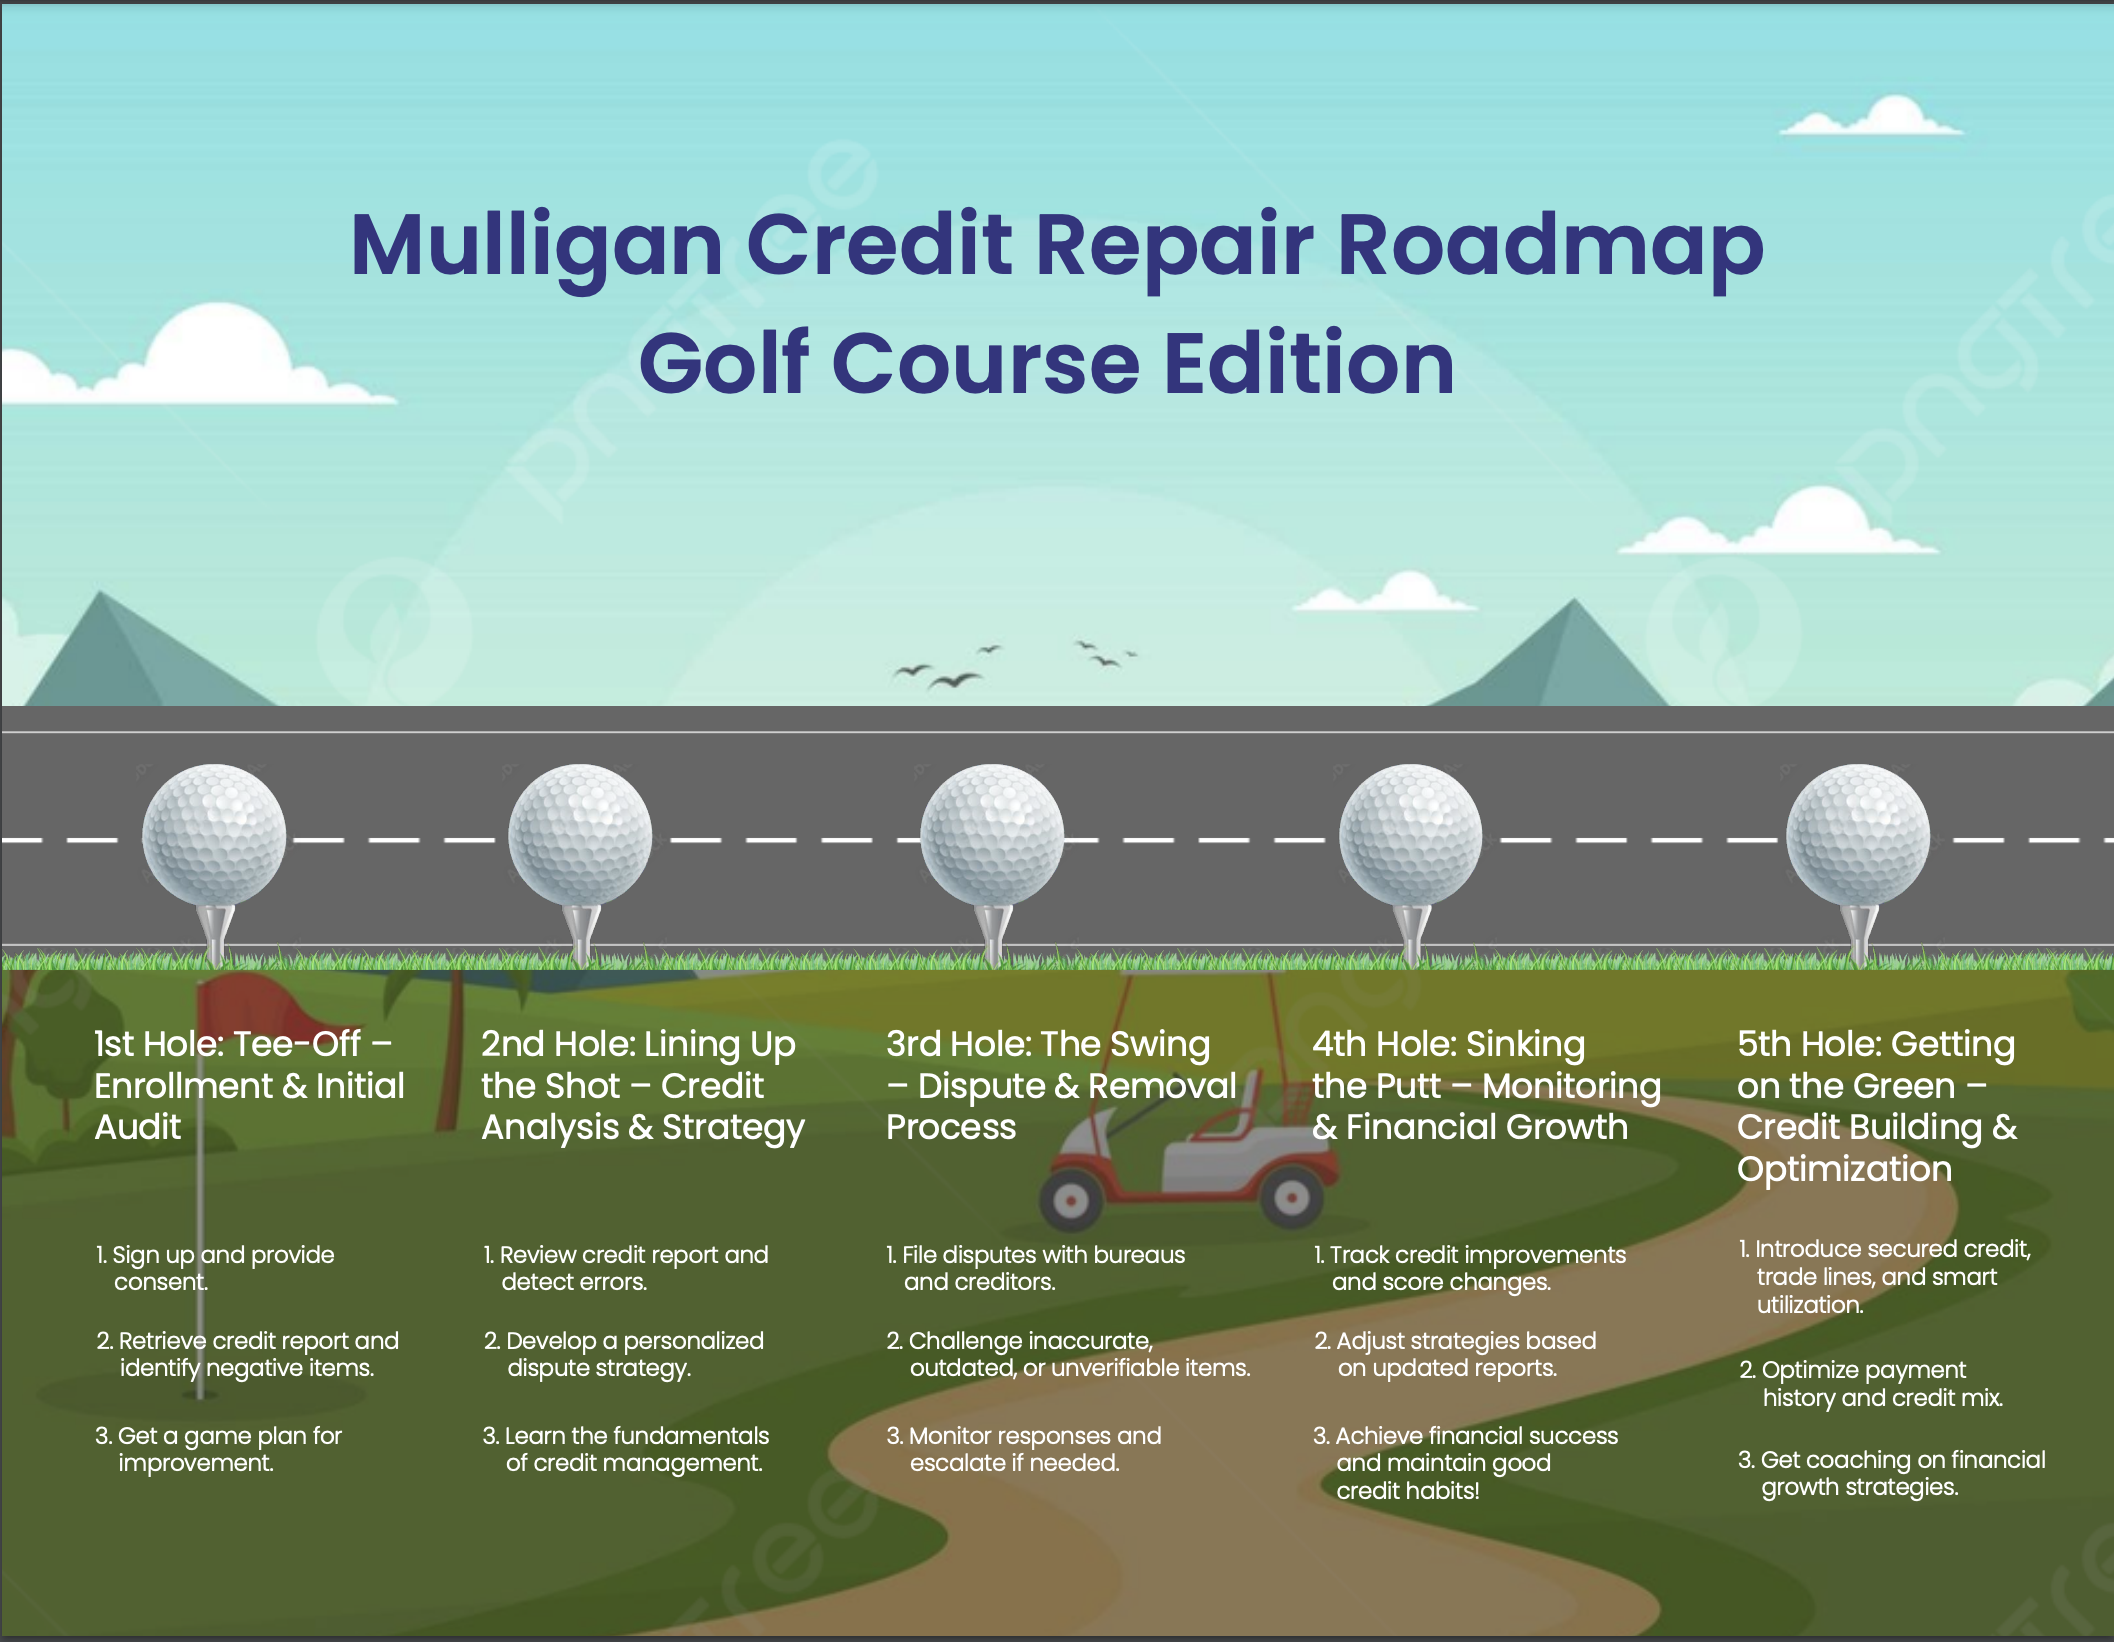 Mulligan Credit Repair Roadmap
Golf Course Edition
pngtree
pngtree
1st Hole: Tee-Off –
Enrollment & Initial
Audit
1. Sign up and provide
consent.
2. Retrieve credit report and
identify negative items.
3. Get a game plan for
improvement.
2nd Hole: Lining Up
the Shot – Credit
Analysis & Strategy
1. Review credit report and
detect errors.
2. Develop a personalized
dispute strategy.
3. Learn the fundamentals
of credit management.
3rd Hole: The Swing
– Dispute & Removal
Process
1. File disputes with bureaus
and creditors.
2. Challenge inaccurate,
outdated, or unverifiable items.
3. Monitor responses and
escalate if needed.
4th Hole: Sinking
the Putt – Monitoring
& Financial Growth
1. Track credit improvements
and score changes.
2. Adjust strategies based
on updated reports.
3. Achieve financial success
and maintain good
credit habits!
5th Hole: Getting
on the Green –
Credit Building &
Optimization
1. Introduce secured credit,
trade lines, and smart
utilization.
2. Optimize payment
history and credit mix.
3. Get coaching on financial
growth strategies.